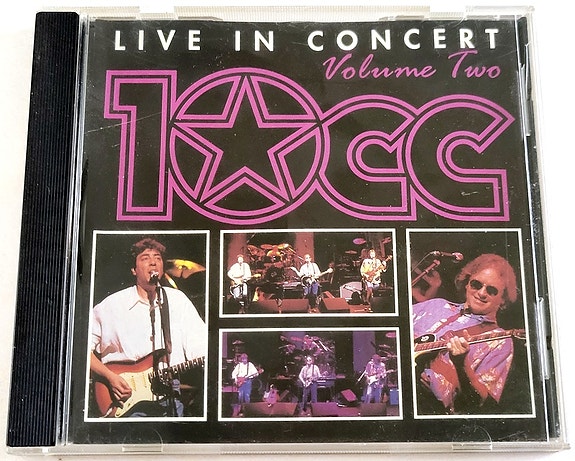 LIVE IN CONCERT
Volume Two
10cc